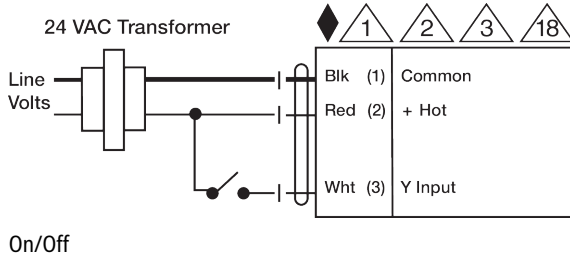 24 VAC Transformer
1 2 3 18
Line
Volts
Blk (1) Common
Red (2) + Hot
Wht (3) Y Input
On/Off